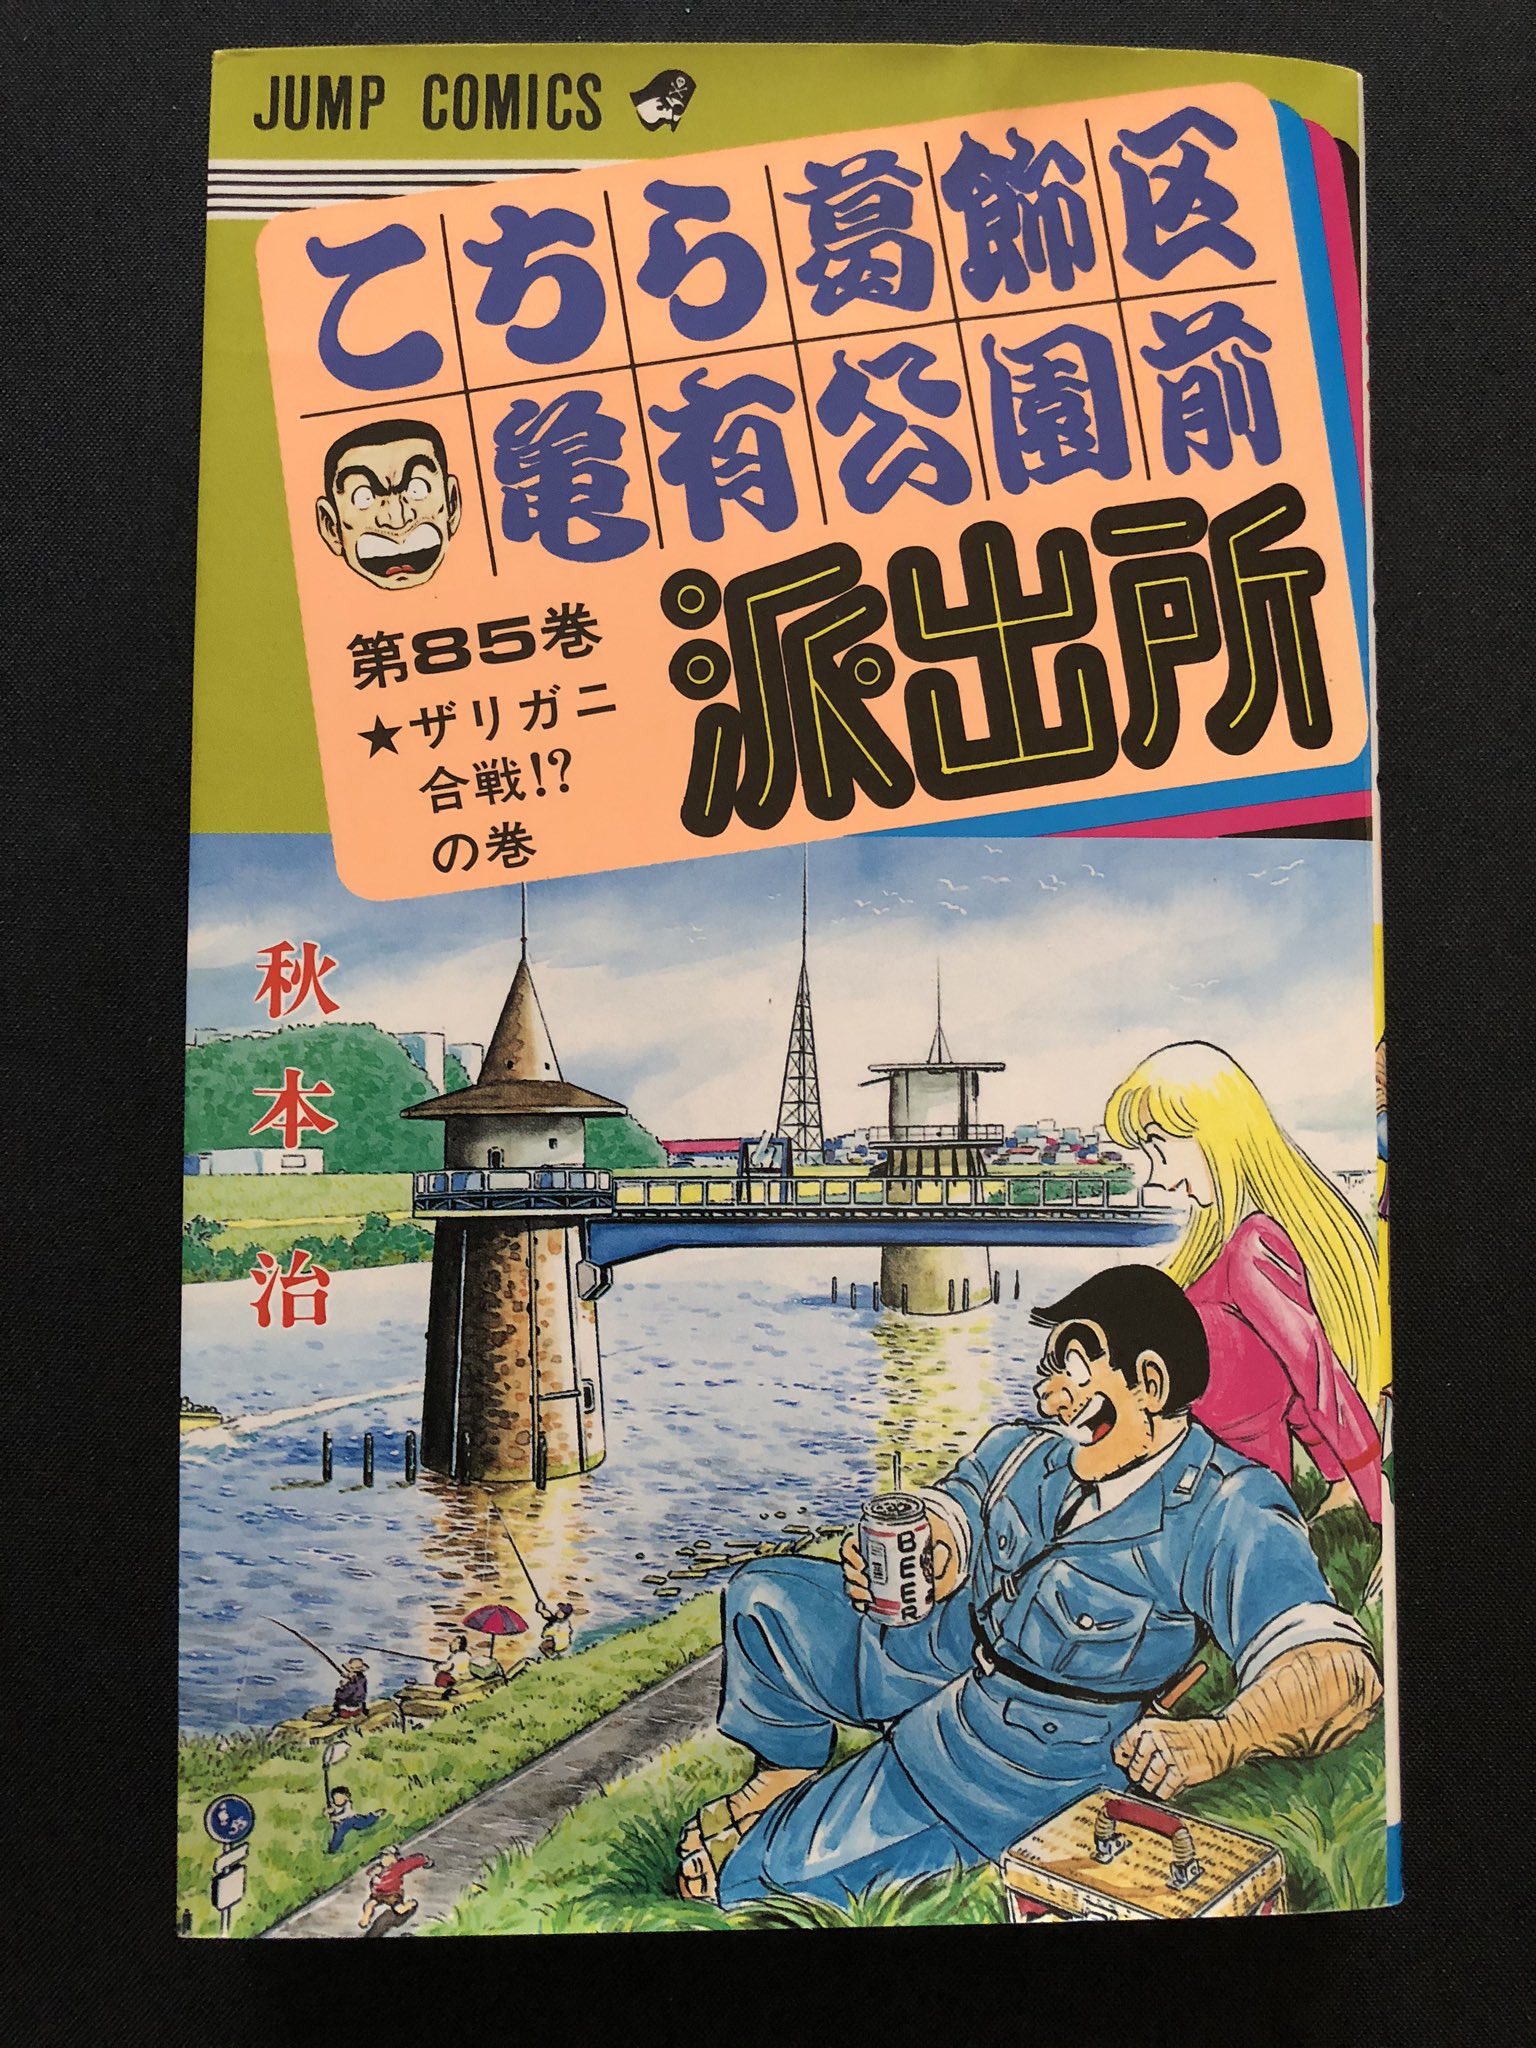 JUMP COMICS
こちら葛飾区
亀有公園前
派出所
第85巻
★ザリガニ
合戦!?
の巻
秋本治
BEER